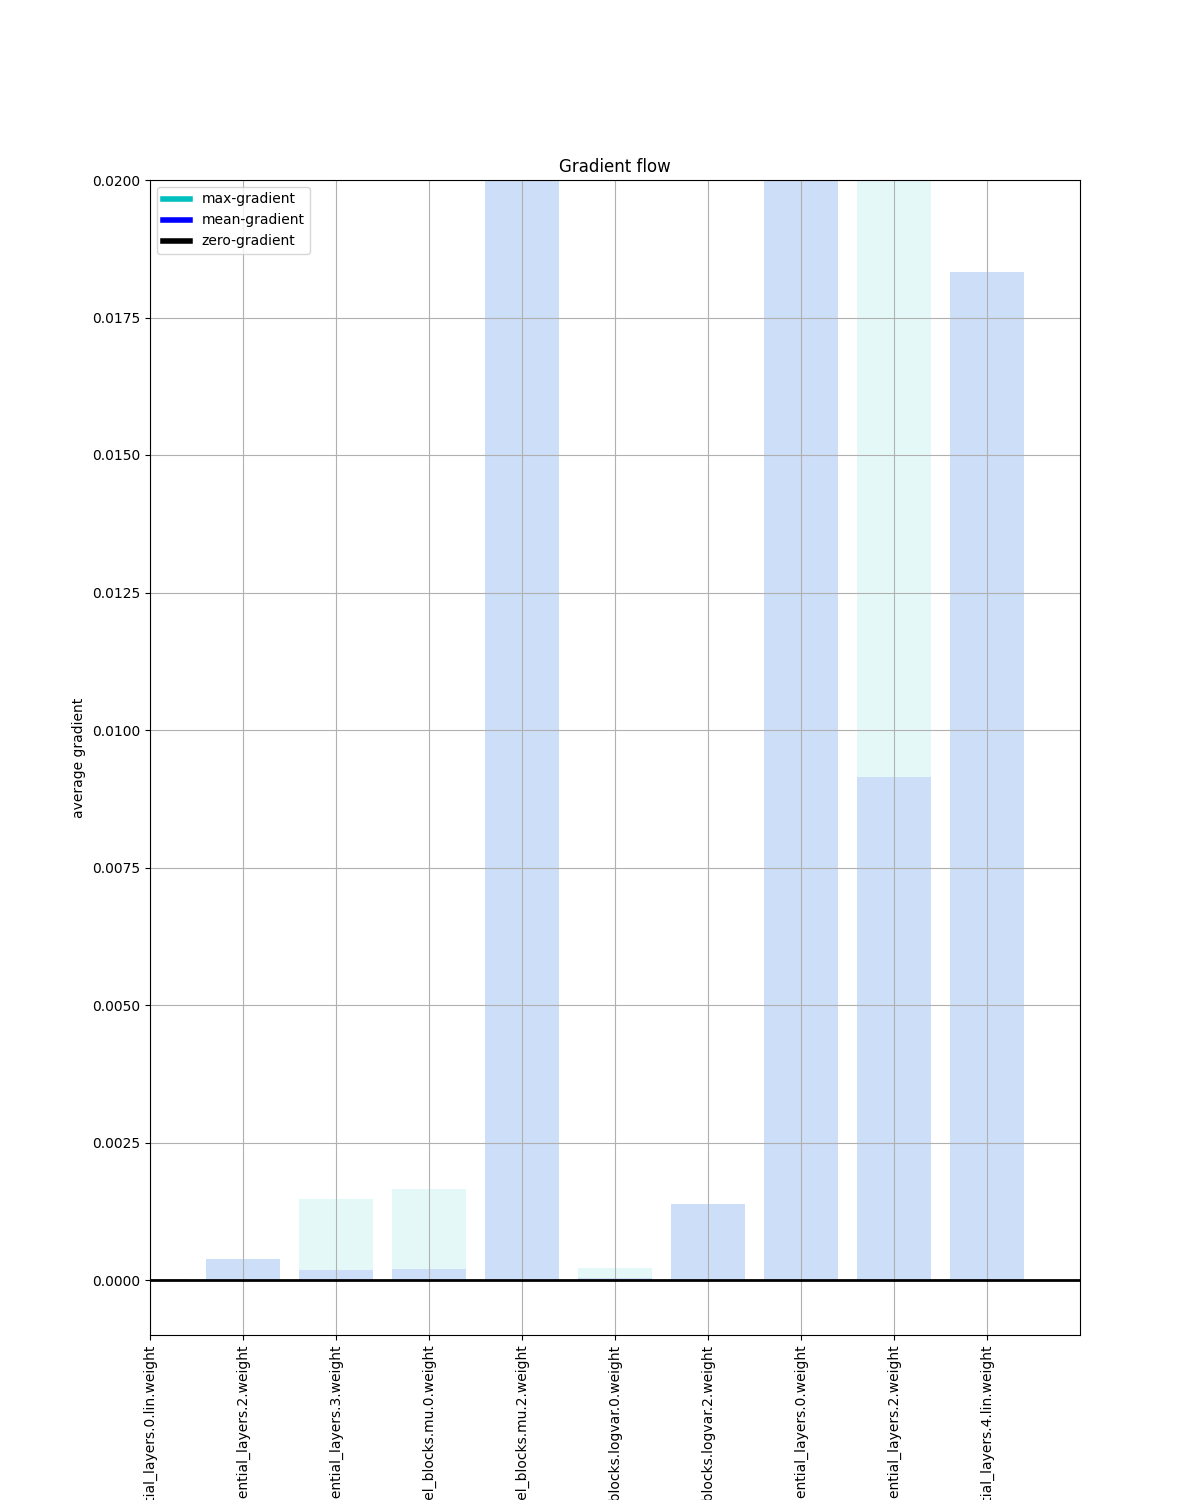 Gradient flow
max-gradient
mean-gradient
zero-gradient
average gradient
0.0200
0.0175
0.0150
0.0125
0.0100
0.0075
0.0050
0.0025
0.0000
tial_layers.0.lin.weight
ential_layers.2.weight
ential_layers.3.weight
el_blocks.mu.0.weight
el_blocks.mu.2.weight
blocks.logvar.0.weight
blocks.logvar.2.weight
ential_layers.0.weight
ential_layers.2.weight
tial_layers.4.lin.weight